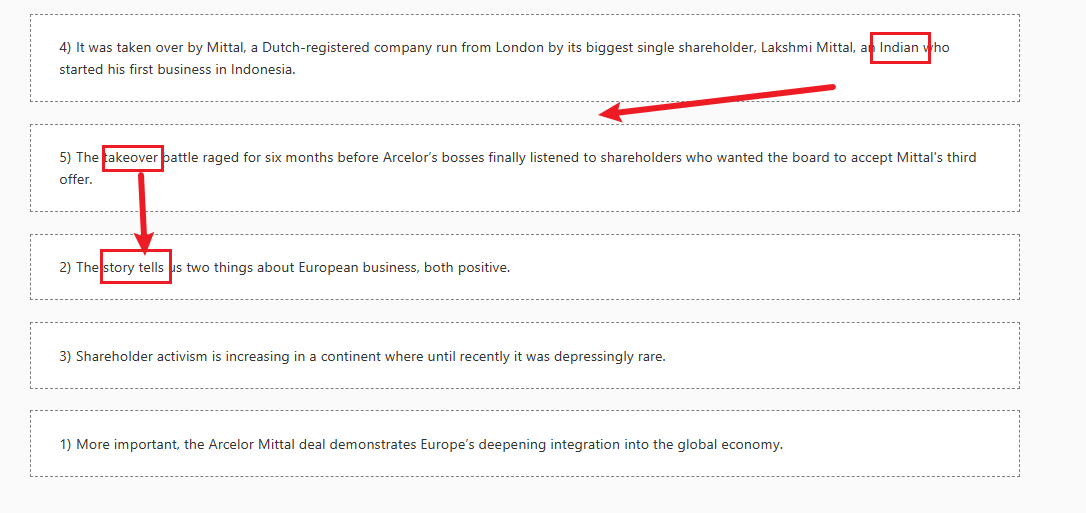 4) It was taken over by Mittal, a Dutch-registered company run from London by its biggest single shareholder, Lakshmi Mittal, an Indian who
started his first business in Indonesia.
5) The takeover battle raged for six months before Arcelor’s bosses finally listened to shareholders who wanted the board to accept Mittal's third
offer.
2) The story tells us two things about European business, both positive.
3) Shareholder activism is increasing in a continent where until recently it was depressingly rare.
1) More important, the Arcelor Mittal deal demonstrates Europe’s deepening integration into the global economy.